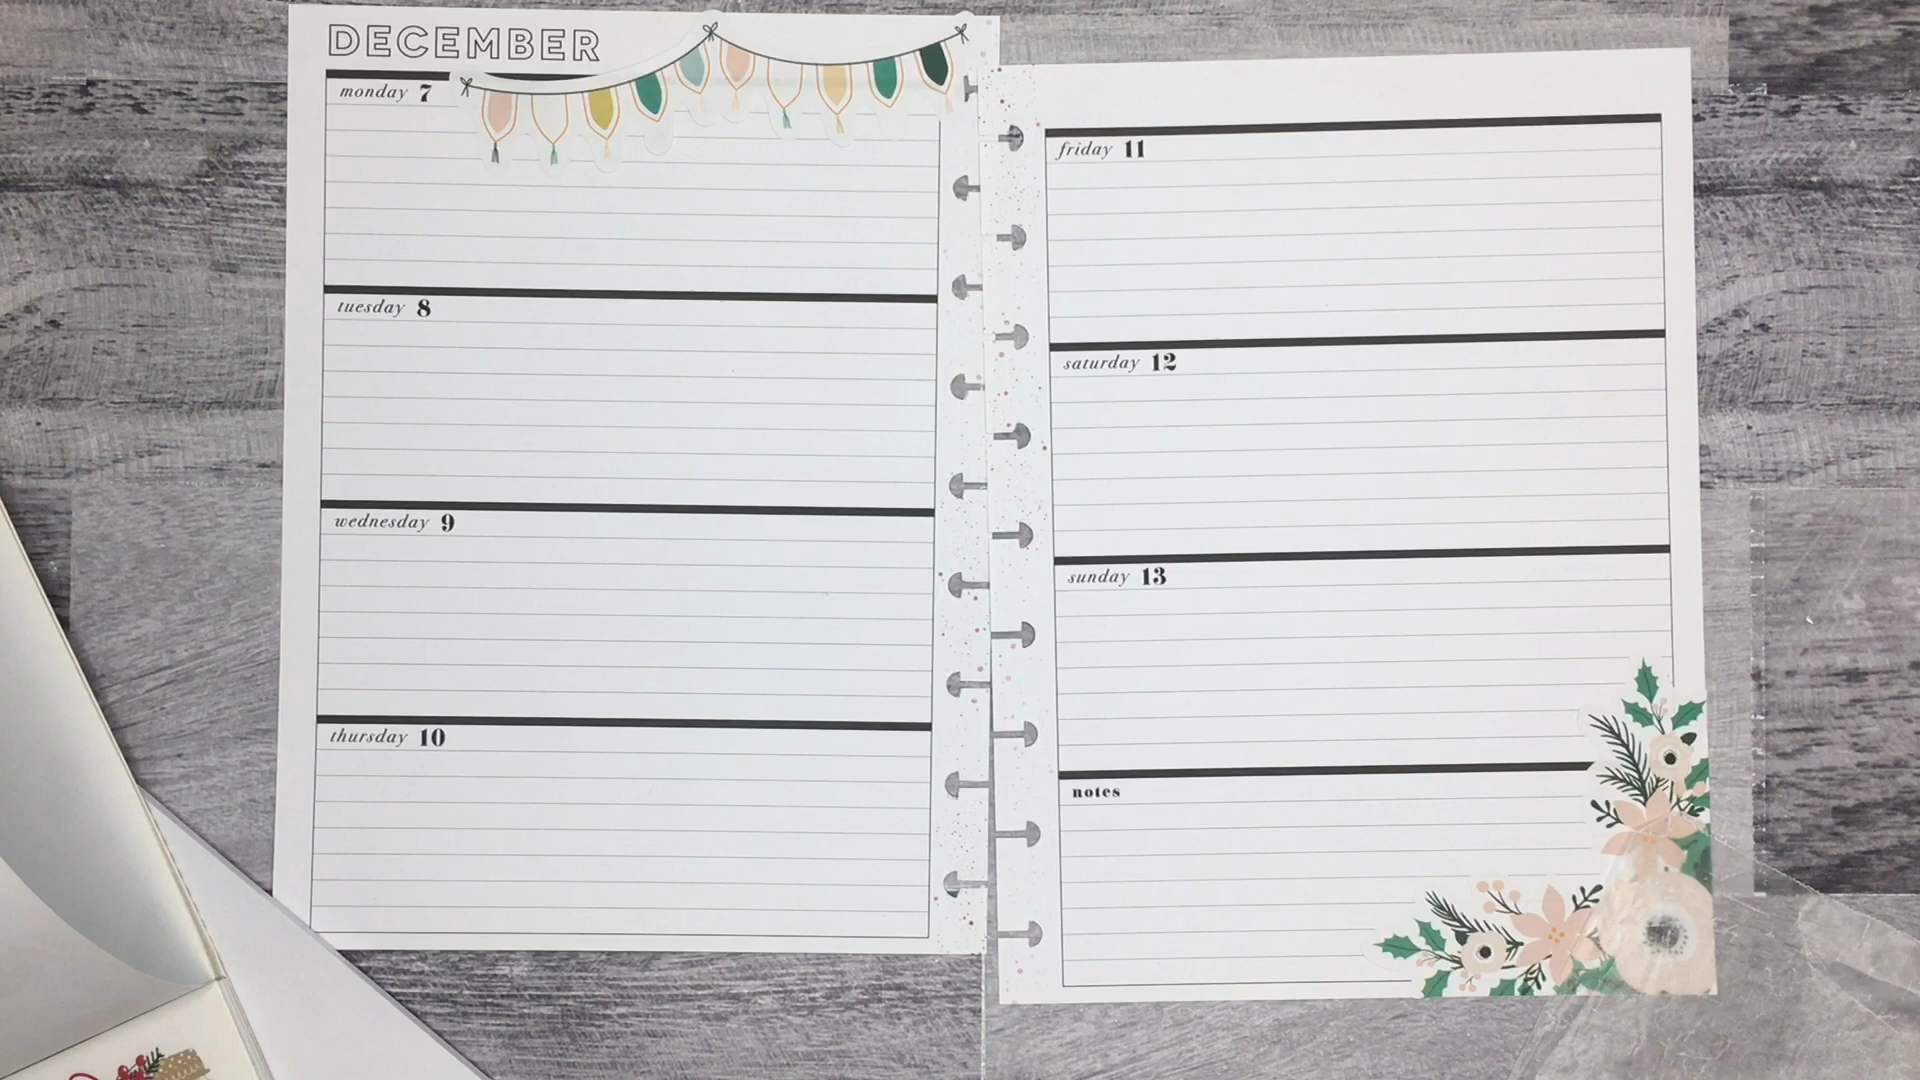 DECEMBER
monday 7
tuesday 8
wednesday 9
thursday 10
friday 11
saturday 12
sunday 13
notes